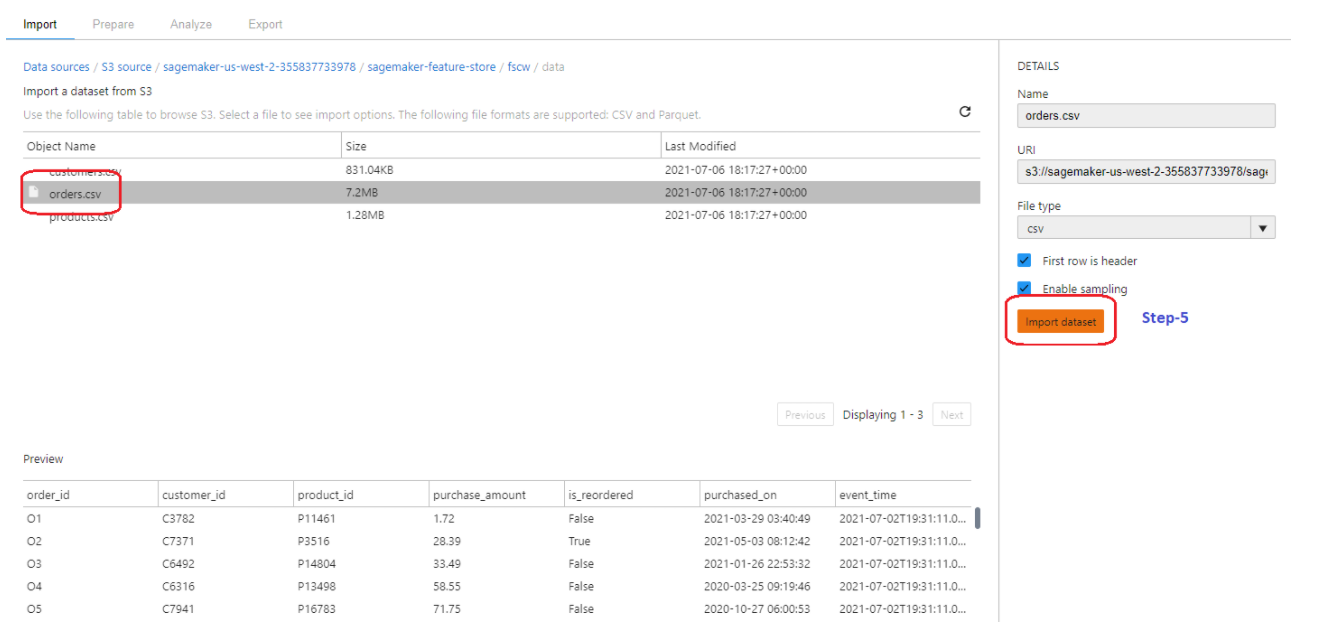 Import Prepare Analyze Export
Data sources / S3 source / sagemaker-us-west-2-355837733978 / sagemaker-feature-store / fscw / data
Import a dataset from S3
Use the following table to browse S3. Select a file to see import options. The following file formats are supported: CSV and Parquet.
Object Name Size Last Modified
customers.csv 831.04KB 2021-07-06 18:17:27+00:00
orders.csv 7.2MB 2021-07-06 18:17:27+00:00
products.csv 1.28MB 2021-07-06 18:17:27+00:00
Previous Displaying 1 - 3 Next
Preview
order_id customer_id product_id purchase_amount is_reordered purchased_on event_time
O1 C3782 P11461 1.72 False 2021-03-29 03:40:49 2021-07-02T19:31:11.0...
O2 C7371 P3516 28.39 True 2021-05-03 08:12:42 2021-07-02T19:31:11.0...
O3 C6492 P14804 33.49 False 2021-01-26 22:53:32 2021-07-02T19:31:11.0...
O4 C6316 P13498 58.55 False 2020-03-25 09:19:46 2021-07-02T19:31:11.0...
O5 C7941 P16783 71.75 False 2020-10-27 06:00:53 2021-07-02T19:31:11.0...
DETAILS
Name
orders.csv
URI
s3://sagemaker-us-west-2-355837733978/sage
File type
csv
First row is header
Enable sampling
Import dataset Step-5